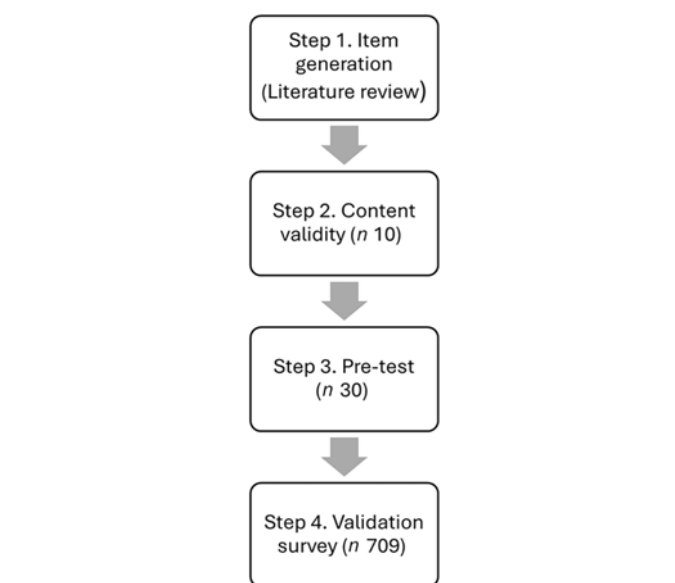 Step 1. Item
generation
(Literature review)
Step 2. Content
validity (n 10)
Step 3. Pre-test
(n 30)
Step 4. Validation
survey (n 709)